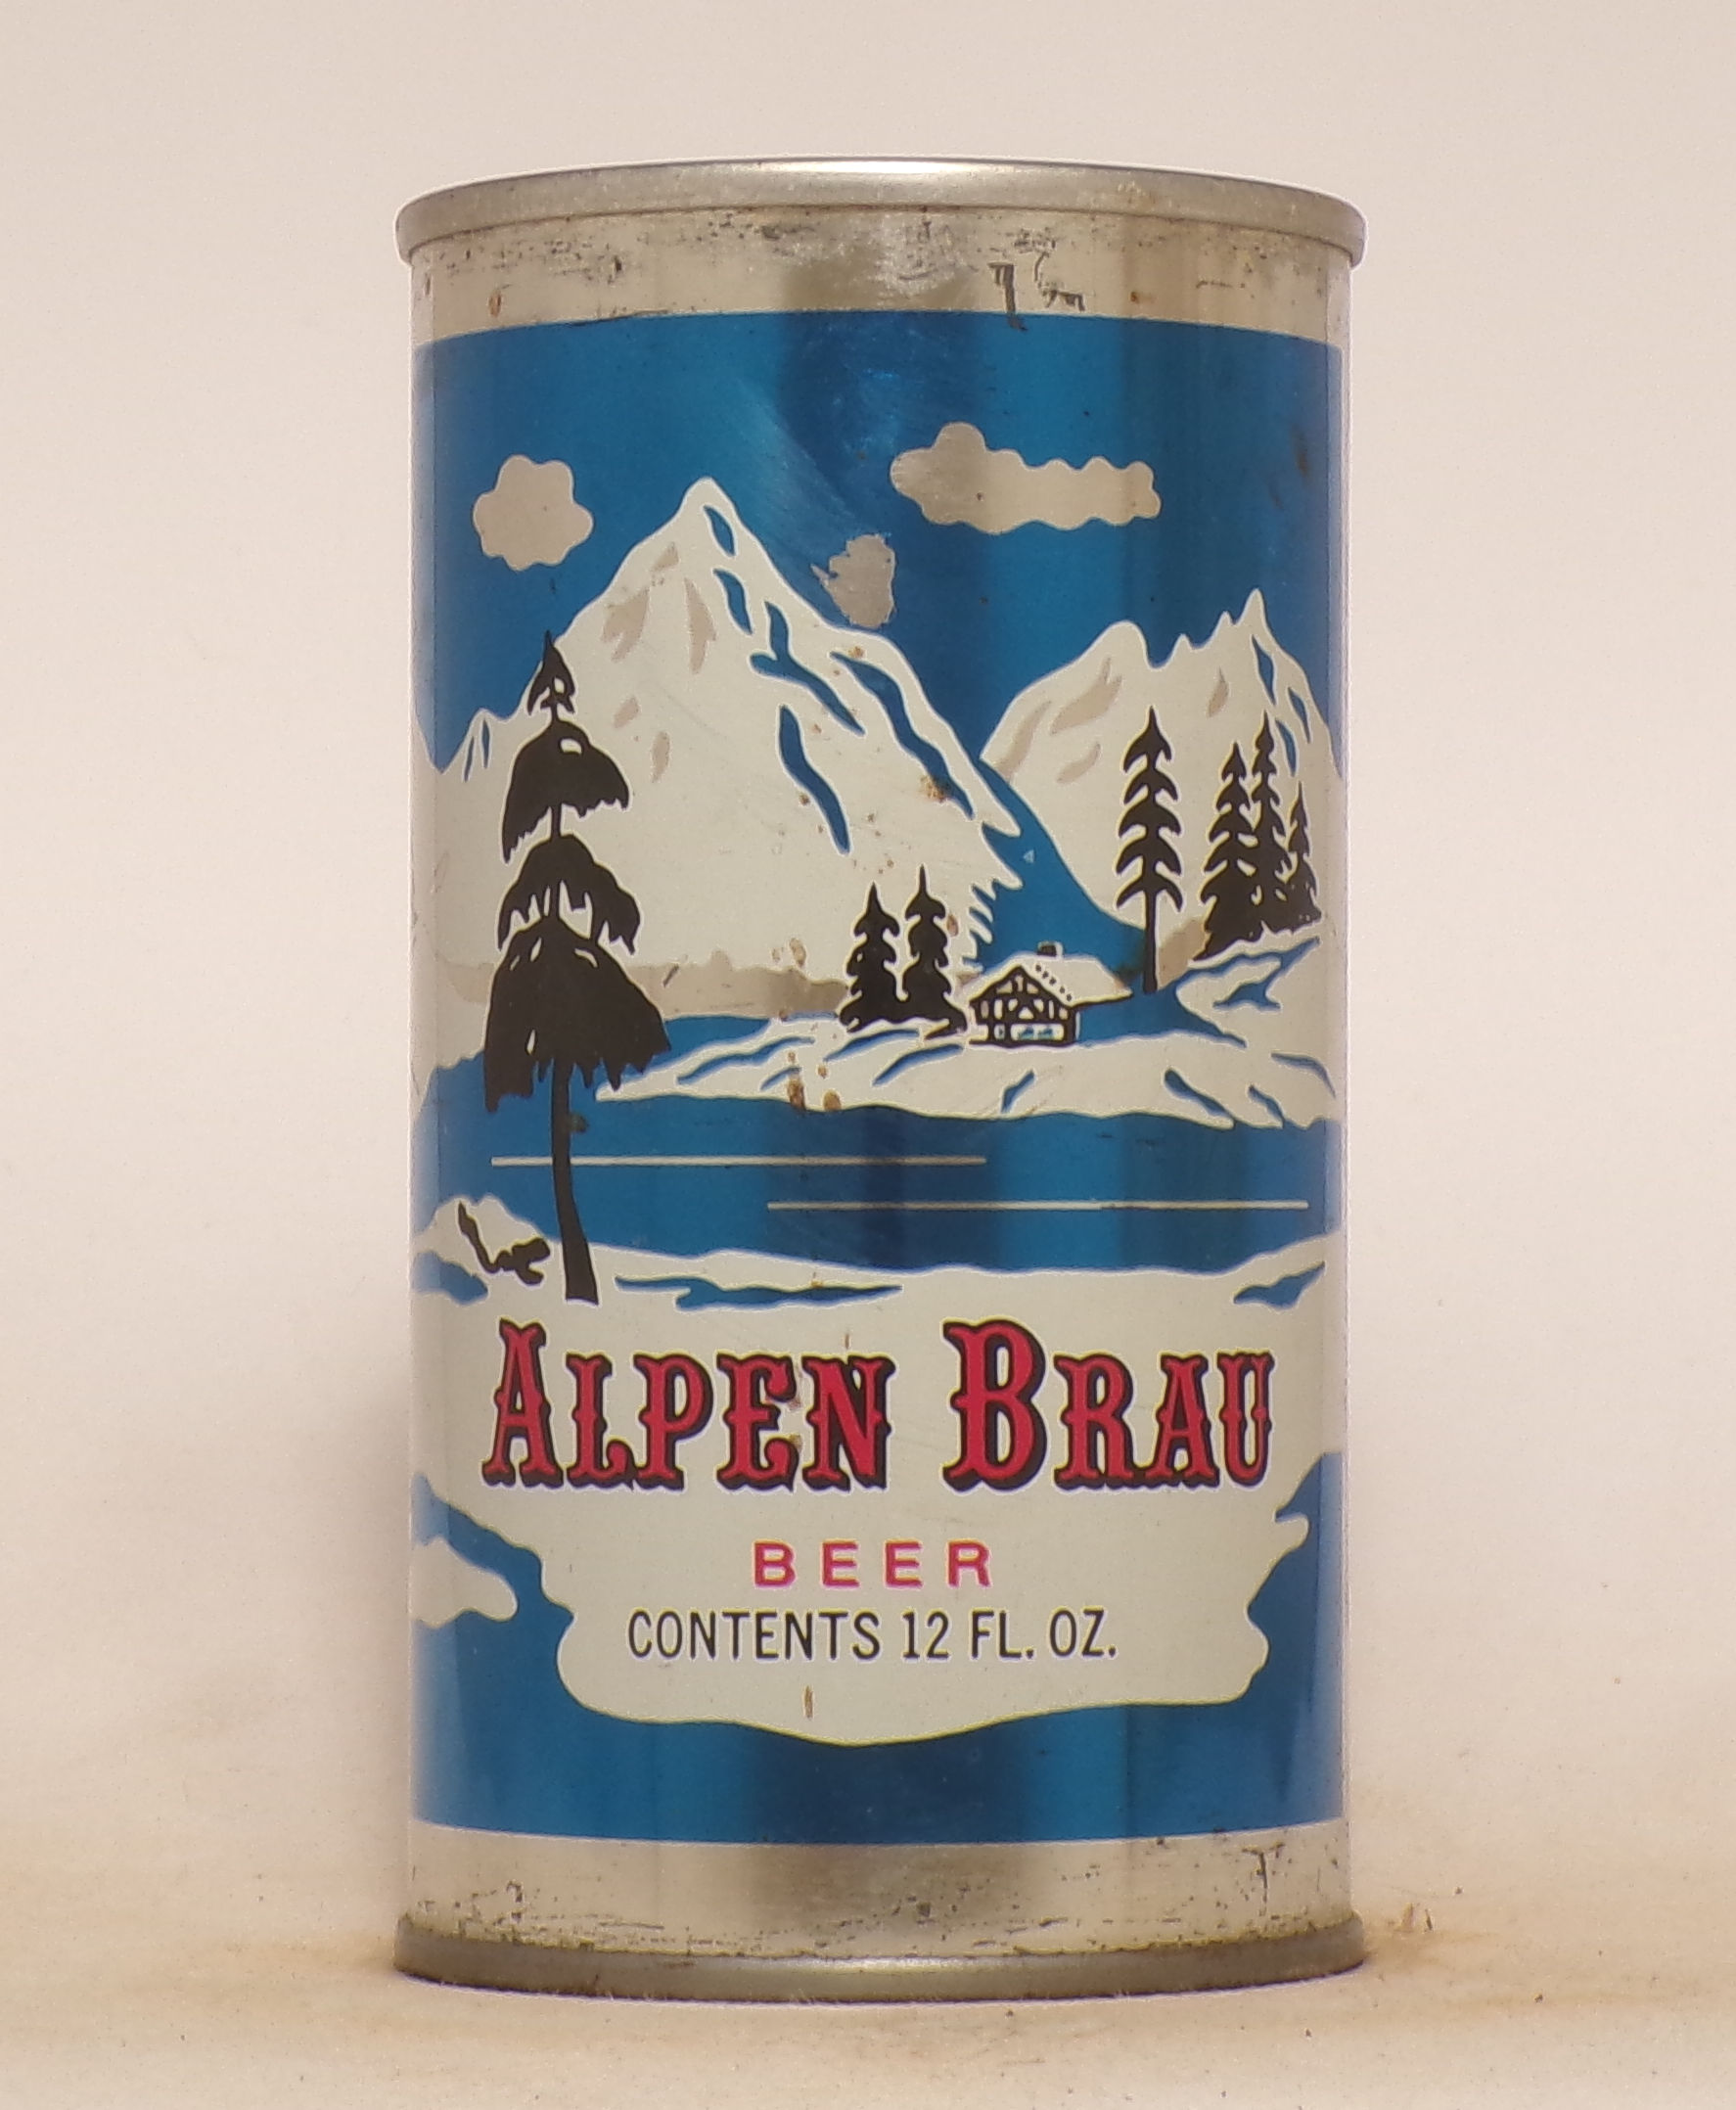 ALPEN BRAU
BEER
CONTENTS 12 FL. OZ.